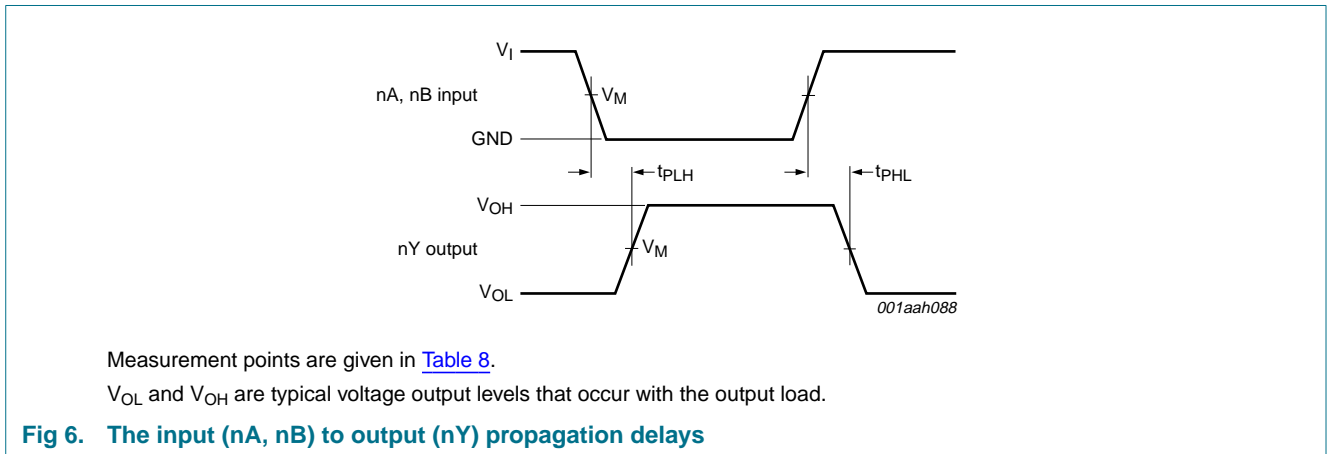 V_I
nA, nB input
V_M
GND
t_PLH
t_PHL
V_OH
nY output
V_M
V_OL
001aah088
Measurement points are given in Table 8.
V_OL and V_OH are typical voltage output levels that occur with the output load.
Fig 6. The input (nA, nB) to output (nY) propagation delays